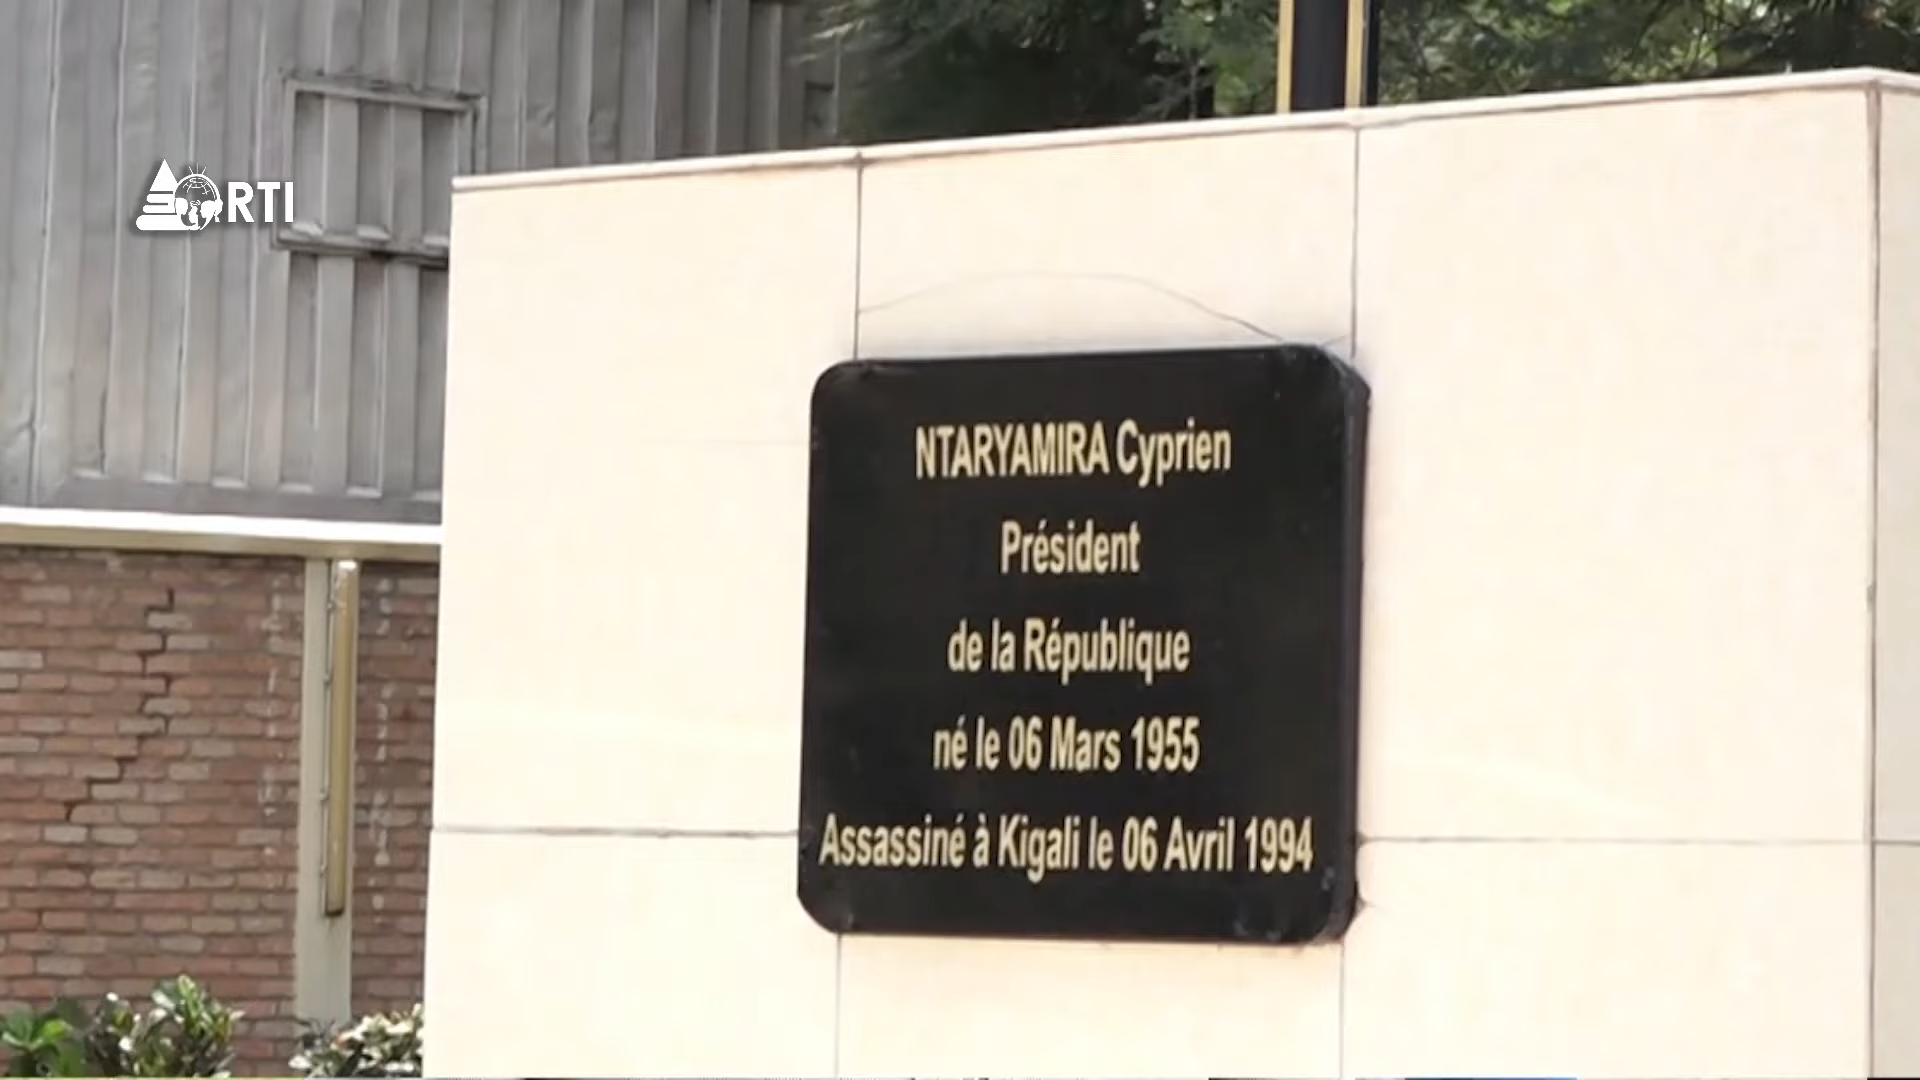 RTI
NTARYAMIRA Cyprien
Président
de la République
né le 06 Mars 1955
Assassiné à Kigali le 06 Avril 1994